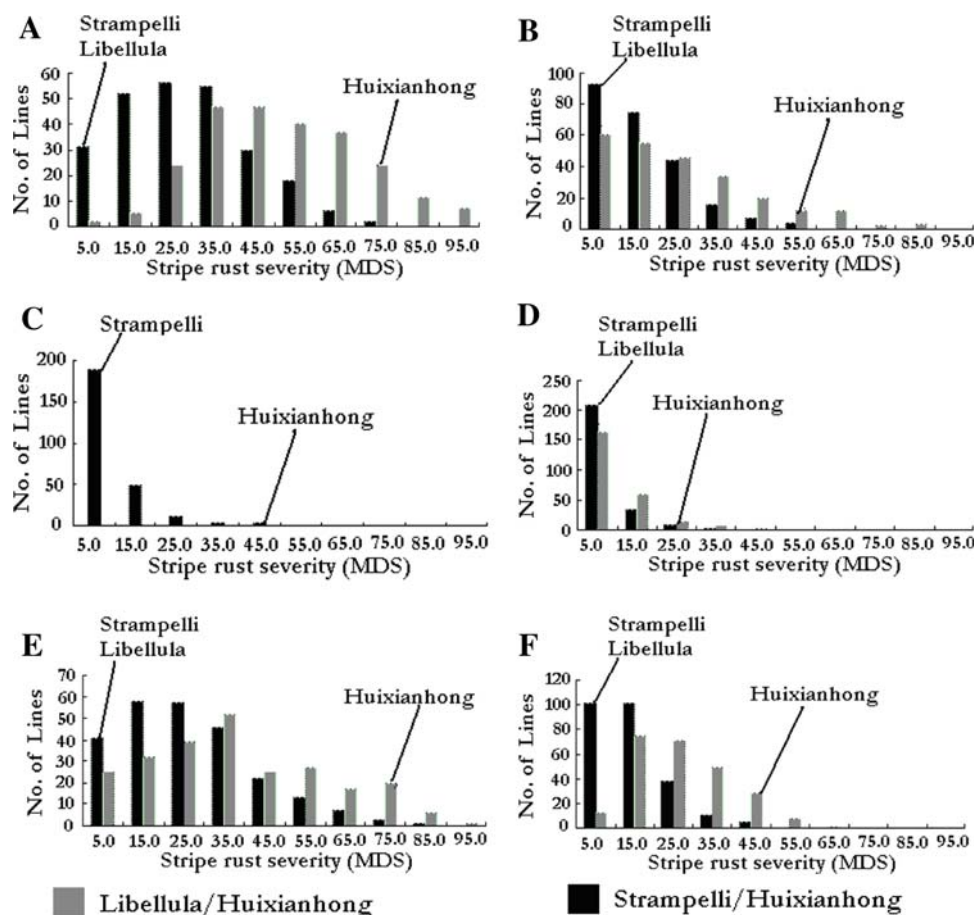 A
Strampelli
Libellula
Huixianhong
No. of Lines
60
50
40
30
20
10
0
5.0 15.0 25.0 35.0 45.0 55.0 65.0 75.0 85.0 95.0
Stripe rust severity (MDS)
B
Strampelli
Libellula
Huixianhong
No. of Lines
100
80
60
40
20
0
5.0 15.0 25.0 35.0 45.0 55.0 65.0 75.0 85.0 95.0
Stripe rust severity (MDS)
C
Strampelli
Huixianhong
No. of Lines
200
150
100
50
0
5.0 15.0 25.0 35.0 45.0 55.0 65.0 75.0 85.0 95.0
Stripe rust severity (MDS)
D
Strampelli
Libellula
Huixianhong
No. of Lines
250
200
150
100
50
0
5.0 15.0 25.0 35.0 45.0 55.0 65.0 75.0 85.0 95.0
Stripe rust severity (MDS)
E
Strampelli
Libellula
Huixianhong
No. of Lines
70
60
50
40
30
20
10
0
5.0 15.0 25.0 35.0 45.0 55.0 65.0 75.0 85.0 95.0
Stripe rust severity (MDS)
F
Strampelli
Libellula
Huixianhong
No. of Lines
120
100
80
60
40
20
0
5.0 15.0 25.0 35.0 45.0 55.0 65.0 75.0 85.0 95.0
Stripe rust severity (MDS)
Libellula/Huixianhong
Strampelli/Huixianhong